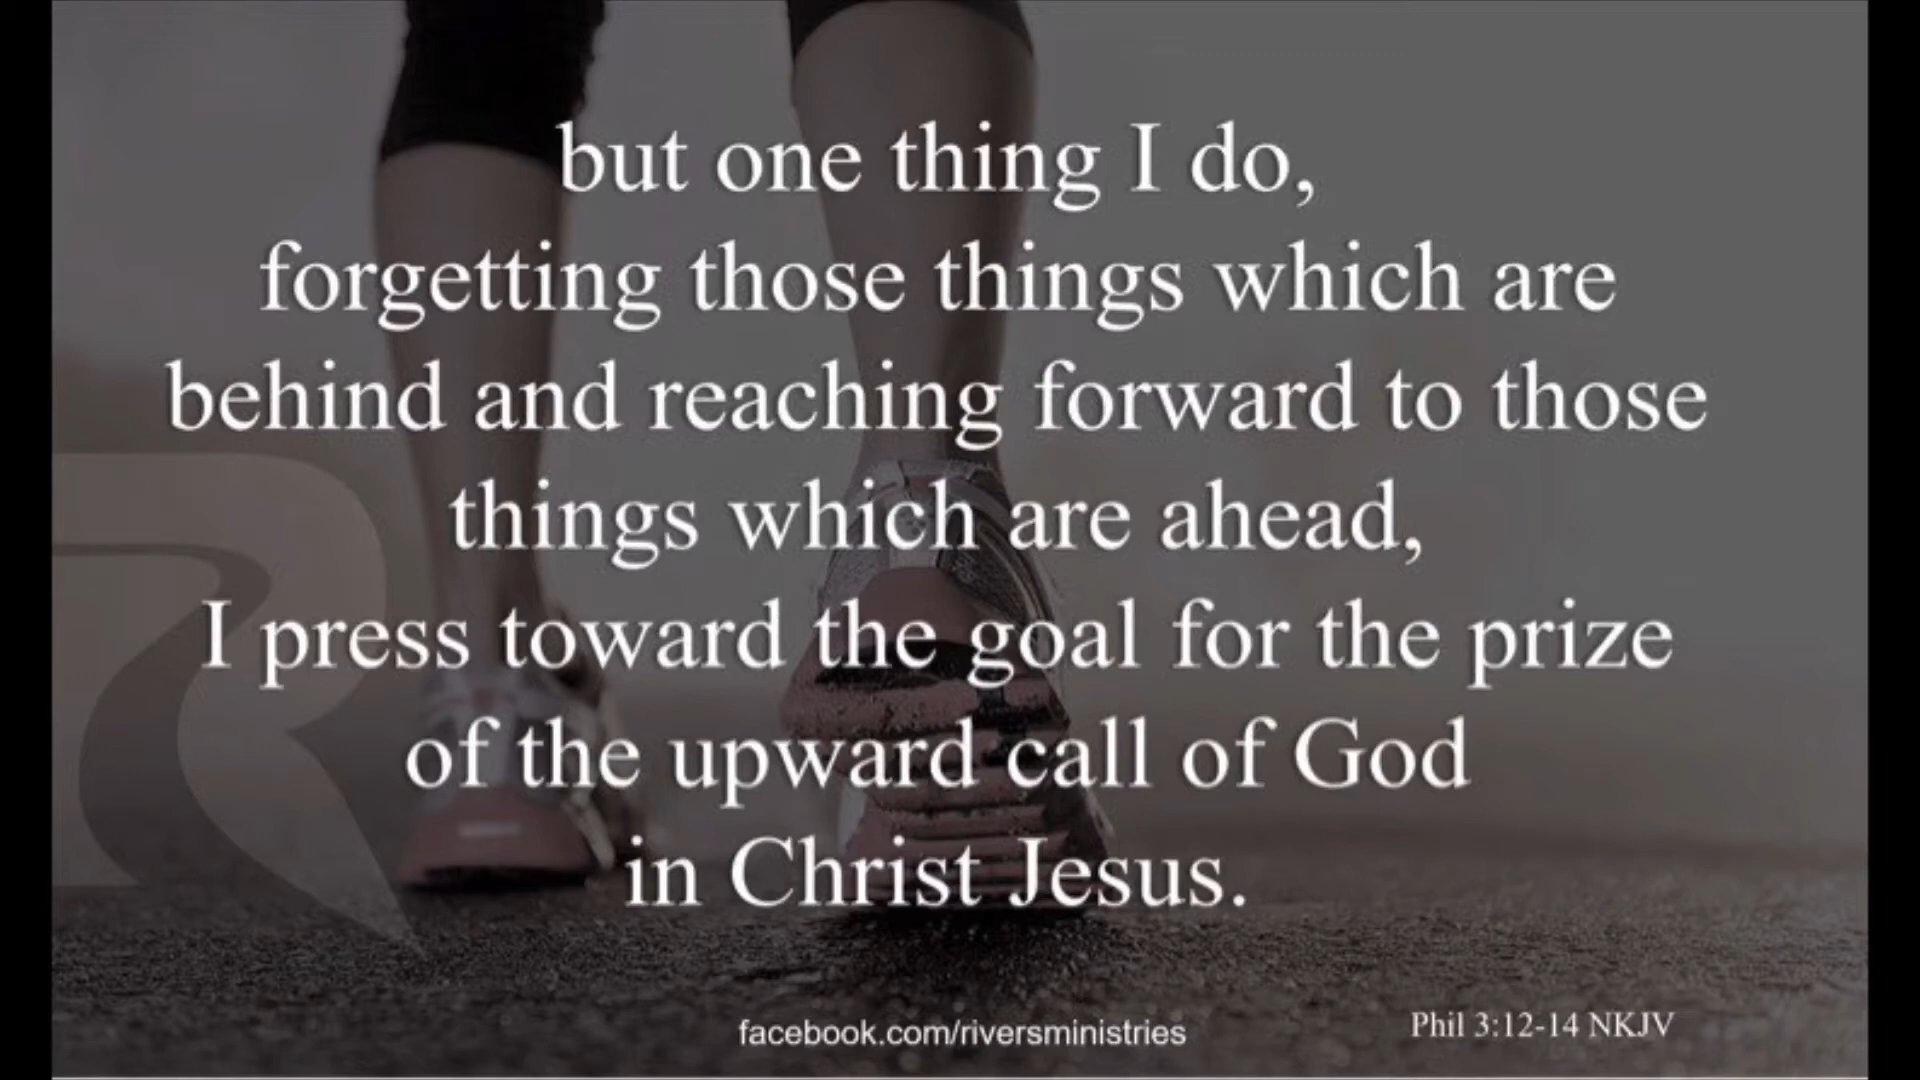 but one thing I do,
forgetting those things which are
behind and reaching forward to those
things which are ahead,
I press toward the goal for the prize
of the upward call of God
in Christ Jesus.
facebook.com/riversministries
Phil 3:12-14 NKJV